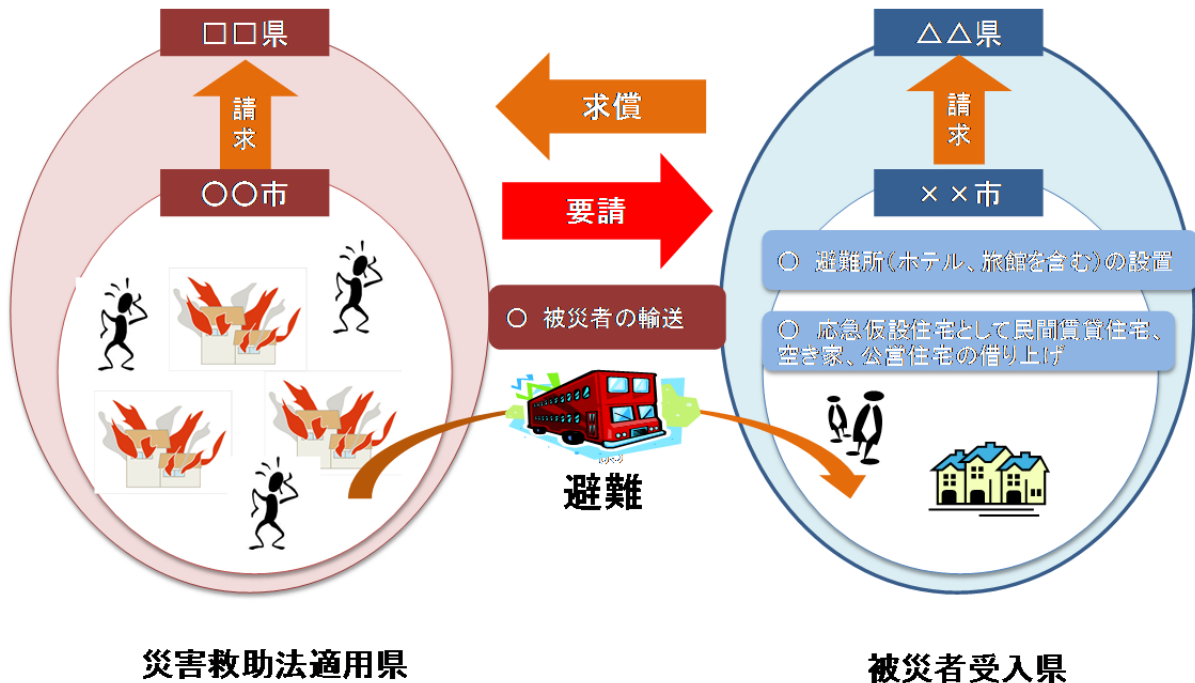 □□県
請求
〇〇市
求償
要請
○ 被災者の輸送
避難
△△県
請求
××市
○ 避難所(ホテル、旅館を含む)の設置
○ 応急仮設住宅として民間賃貸住宅、
空き家、公営住宅の借り上げ
災害救助法適用県
被災者受入県